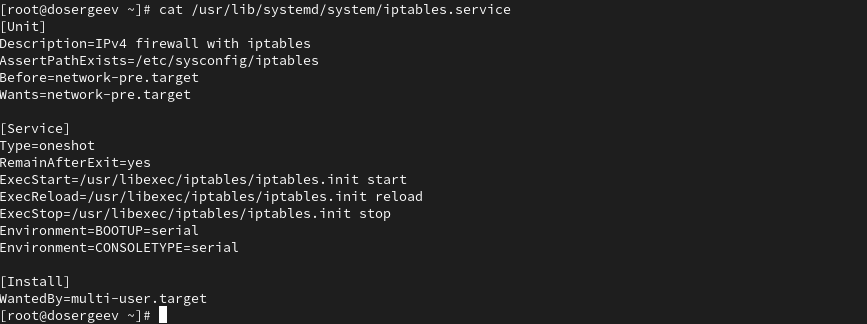 [root@dosergeev ~]# cat /usr/lib/systemd/system/iptables.service
[Unit]
Description=IPv4 firewall with iptables
AssertPathExists=/etc/sysconfig/iptables
Before=network-pre.target
Wants=network-pre.target

[Service]
Type=oneshot
RemainAfterExit=yes
ExecStart=/usr/libexec/iptables/iptables.init start
ExecReload=/usr/libexec/iptables/iptables.init reload
ExecStop=/usr/libexec/iptables/iptables.init stop
Environment=BOOTUP=serial
Environment=CONSOLETYPE=serial

[Install]
WantedBy=multi-user.target
[root@dosergeev ~]#